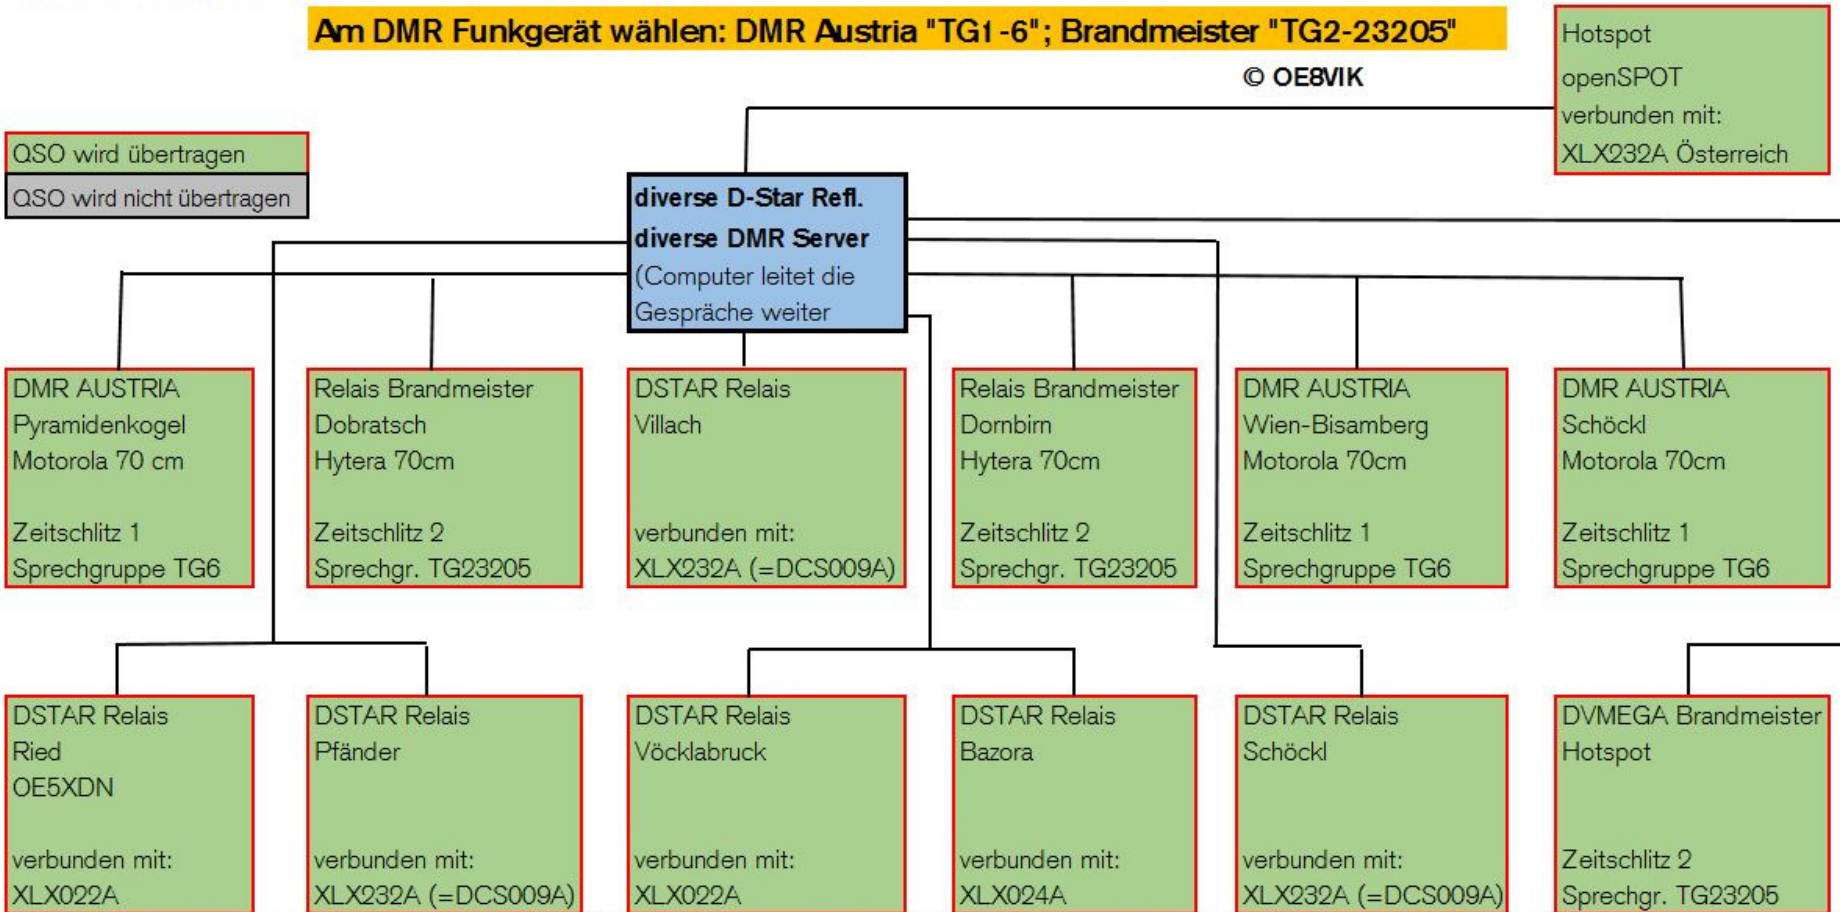 Am DMR Funkgerät wählen: DMR Austria "TG1-6"; Brandmeister "TG2-23205"
© OE8VIK
Hotspot
openSPOT
verbunden mit:
XLX232A Österreich
QSO wird übertragen
QSO wird nicht übertragen
diverse D-Star Refl.
diverse DMR Server
(Computer leitet die
Gespräche weiter
DMR AUSTRIA
Pyramidenkogel
Motorola 70 cm
Zeitschlitz 1
Sprechgruppe TG6
Relais Brandmeister
Dobratsch
Hytera 70cm
Zeitschlitz 2
Sprechgr. TG23205
DSTAR Relais
Villach
verbunden mit:
XLX232A (=DCS009A)
Relais Brandmeister
Dornbirn
Hytera 70cm
Zeitschlitz 2
Sprechgr. TG23205
DMR AUSTRIA
Wien-Bisamberg
Motorola 70cm
Zeitschlitz 1
Sprechgruppe TG6
DMR AUSTRIA
Schöckl
Motorola 70cm
Zeitschlitz 1
Sprechgruppe TG6
DSTAR Relais
Ried
OE5XDN
verbunden mit:
XLX022A
DSTAR Relais
Pfänder
verbunden mit:
XLX232A (=DCS009A)
DSTAR Relais
Vöcklabruck
verbunden mit:
XLX022A
DSTAR Relais
Bazora
verbunden mit:
XLX024A
DSTAR Relais
Schöckl
verbunden mit:
XLX232A (=DCS009A)
DVMEGA Brandmeister
Hotspot
Zeitschlitz 2
Sprechgr. TG23205